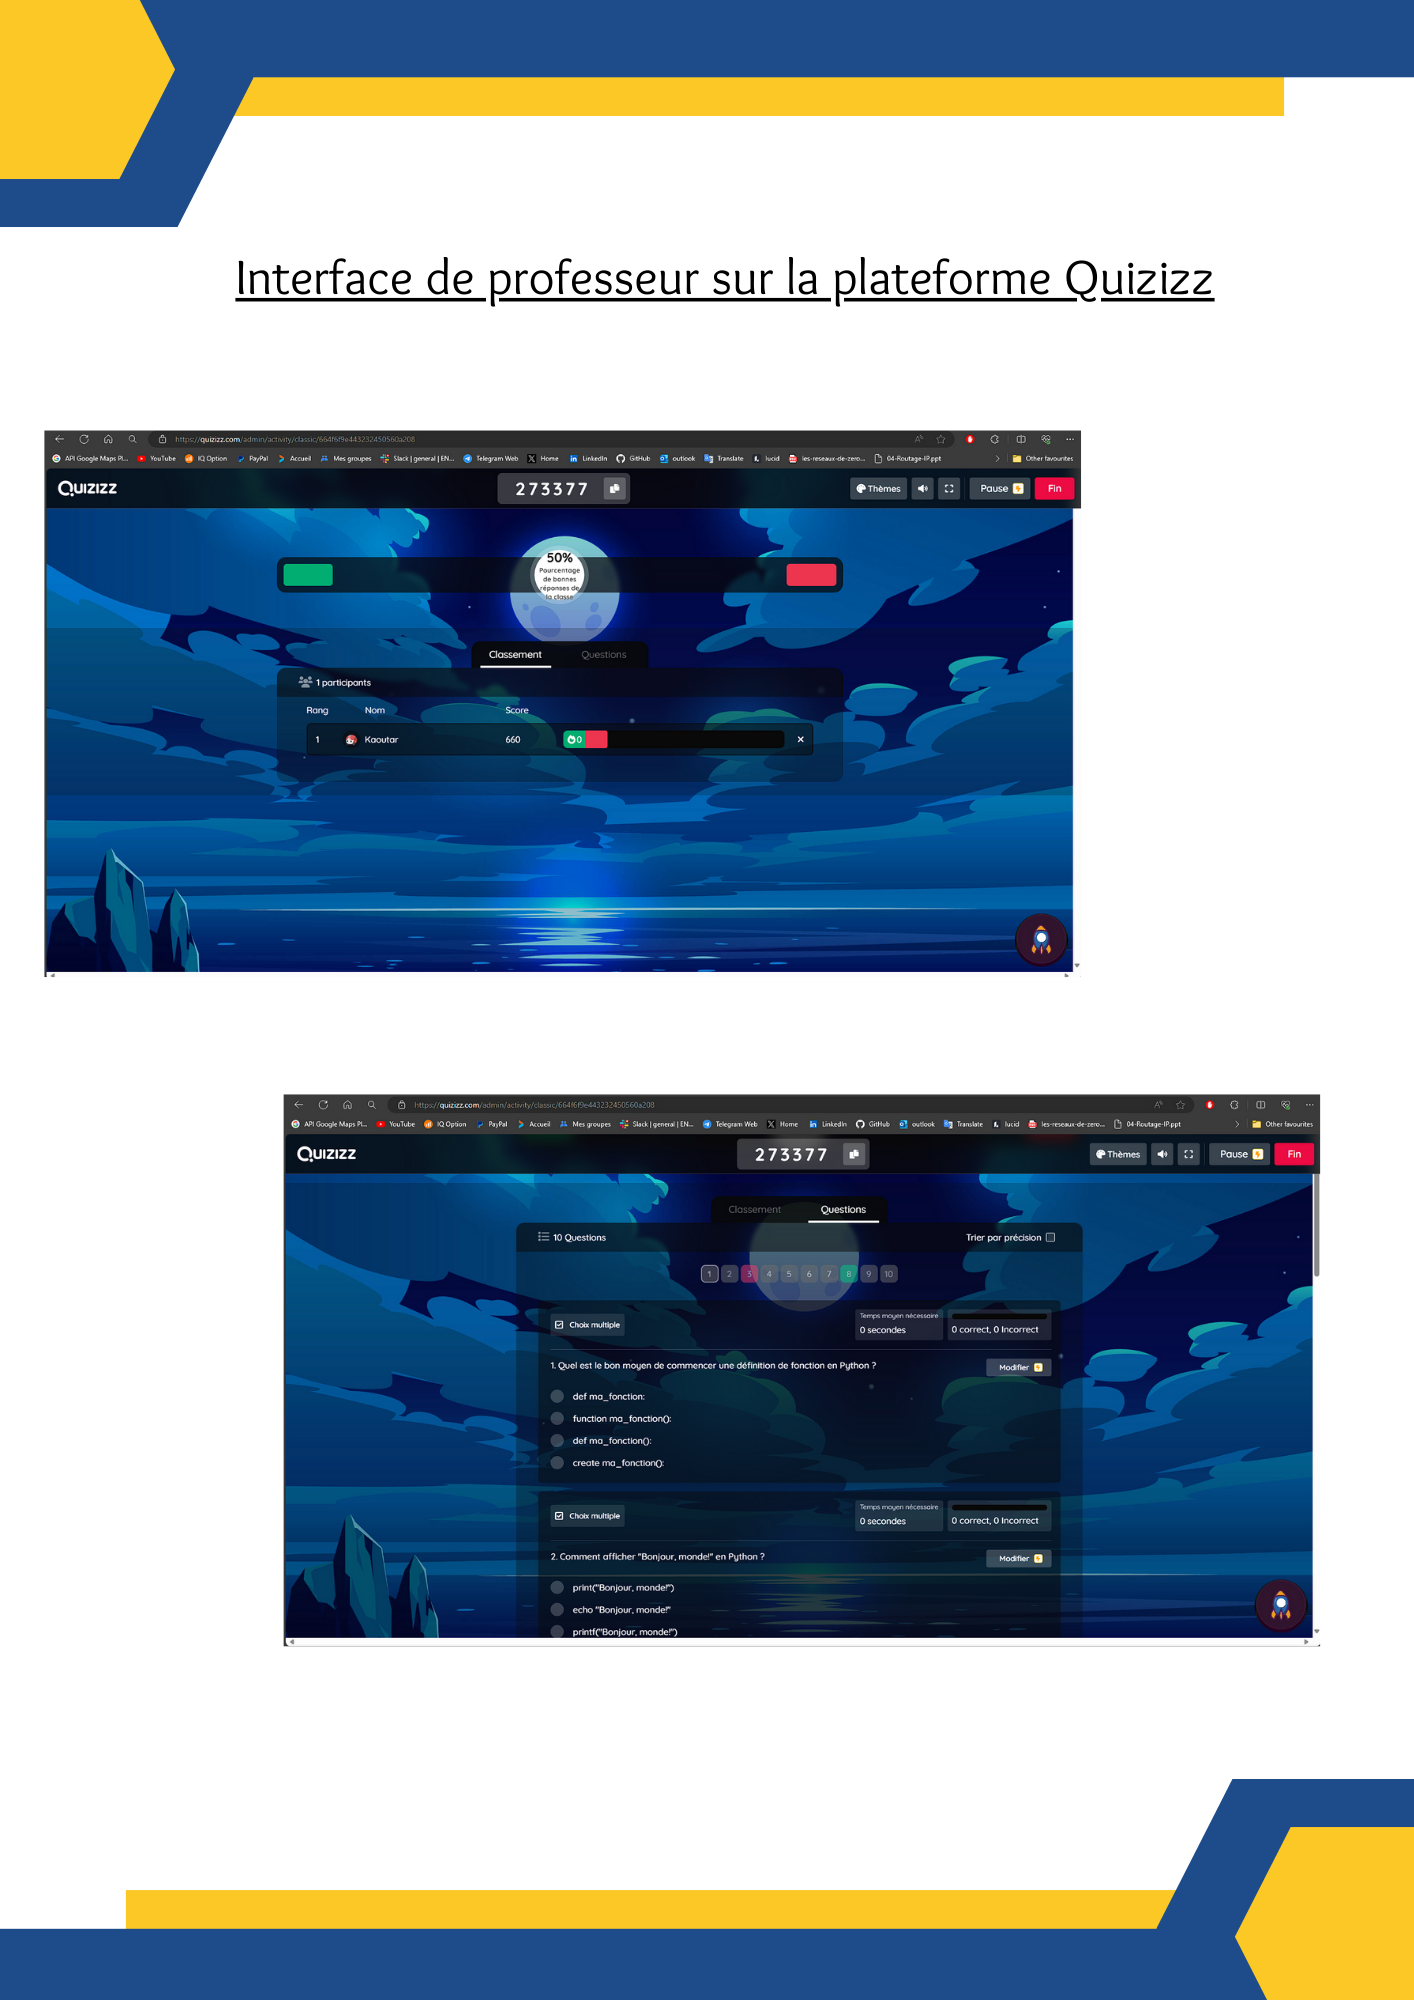 Interface de professeur sur la plateforme Quizizz
https://quizizz.com/admin/activity/classic/664f6f9e443232450560a208
API Google Maps Pl... YouTube IQ Option PayPal Accueil Mes groupes Slack | general | EN... Telegram Web Home LinkedIn GitHub outlook Translate lucid les-reseaux-de-zero... 04-Routage-IP.ppt Other favourites
Quizizz 273377 Thèmes Pause Fin
50%
Pourcentage
de bonnes
réponses de
la classe
Classement Questions
1 participants
Rang Nom Score
1 Kaoutar 660 0
https://quizizz.com/admin/activity/classic/664f6f9e443232450560a208
API Google Maps Pl... YouTube IQ Option PayPal Accueil Mes groupes Slack | general | EN... Telegram Web Home LinkedIn GitHub outlook Translate lucid les-reseaux-de-zero... 04-Routage-IP.ppt Other favourites
Quizizz 273377 Thèmes Pause Fin
Classement Questions
10 Questions Trier par précision
1 2 3 4 5 6 7 8 9 10
Choix multiple Temps moyen nécessaire
0 secondes 0 correct, 0 Incorrect
1. Quel est le bon moyen de commencer une définition de fonction en Python ? Modifier
def ma_fonction:
function ma_fonction():
def ma_fonction():
create ma_fonction():
Choix multiple Temps moyen nécessaire
0 secondes 0 correct, 0 Incorrect
2. Comment afficher "Bonjour, monde!" en Python ? Modifier
print("Bonjour, monde!")
echo "Bonjour, monde!"
printf("Bonjour, monde!")